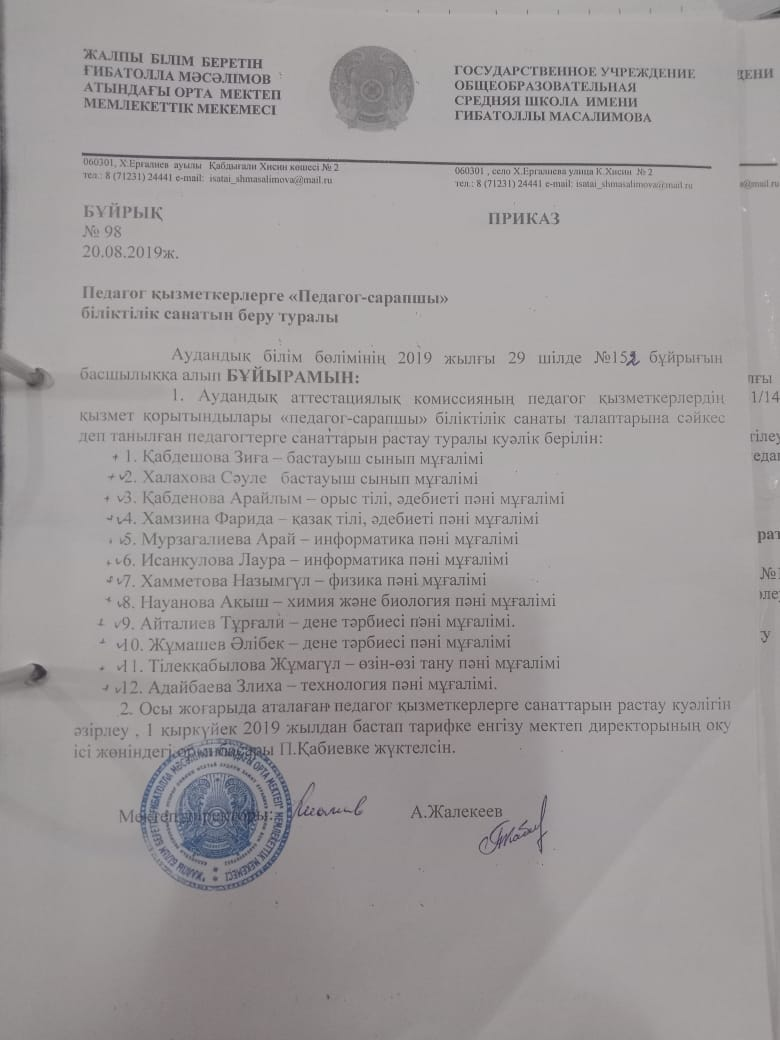 ЖАЛПЫ БІЛІМ БЕРЕТІН
ҒИБАТОЛЛА МӘСӘЛІМОВ
АТЫНДАҒЫ ОРТА МЕКТЕП
МЕМЛЕКЕТТІК МЕКЕМЕСІ
ГОСУДАРСТВЕННОЕ УЧРЕЖДЕНИЕ
ОБЩЕОБРАЗОВАТЕЛЬНАЯ
СРЕДНЯЯ ШКОЛА ИМЕНИ
ГИБАТОЛЛЫ МАСАЛИМОВА
060301, Х.Ерғалиев ауылы Қабдығали Хисин көшесі № 2
тел.: 8 (71231) 24441 e-mail: isatai_shmasalimova@mail.ru
060301 , село Х.Ергалиева улица К.Хисин № 2
тел.: 8 (71231) 24441 e-mail: isatai_shmasalimova@mail.ru
БҰЙРЫҚ
№ 98
20.08.2019ж.
ПРИКАЗ
Педагог қызметкерлерге «Педагог-сарапшы»
біліктілік санатын беру туралы
Аудандық білім бөлімінің 2019 жылғы 29 шілде №152 бұйрығын
басшылыққа алып БҰЙЫРАМЫН:
1. Аудандық аттестациялық комиссияның педагог қызметкерлердің
қызмет қорытындылары «педагог-сарапшы» біліктілік санаты талаптарына сәйкес
деп танылған педагогтерге санаттарын растау туралы куәлік берілін:
+ 1. Қабдешова Зиға – бастауыш сынып мұғалімі
+ ✓2. Халахова Сәуле бастауыш сынып мұғалімі
+ ✓3. Қабденова Арайлым – орыс тілі, әдебиеті пәні мұғалімі
+ ✓4. Хамзина Фарида – қазақ тілі, әдебиеті пәні мұғалімі
+ ✓5. Мурзагалиева Арай – информатика пәні мұғалімі
+ ✓6. Исанкулова Лаура – информатика пәні мұғалімі
+ ✓7. Хамметова Назымгүл – физика пәні мұғалімі
+ ✓8. Науанова Ақыш – химия және биология пәні мұғалімі
+ ✓9. Айталиев Тұрғали - дене тәрбиесі пәні мұғалімі.
+ ✓10. Жұмашев Әлібек – дене тәрбиесі пәні мұғалімі
+ ✓11. Тілекқабылова Жұмагүл – өзін-өзі тану пәні мұғалімі
+ ✓12. Адайбаева Злиха – технология пәні мұғалімі.
2. Осы жоғарыда аталаған педагог қызметкерлерге санаттарын растау куәлігін
әзірлеу , 1 қыркүйек 2019 жылдан бастап тарифке енгізу мектеп директорының оқу
ісі жөніндегі орынбасары П.Қабиевке жүктелсін.
Мектеп директоры:
А.Жалекеев